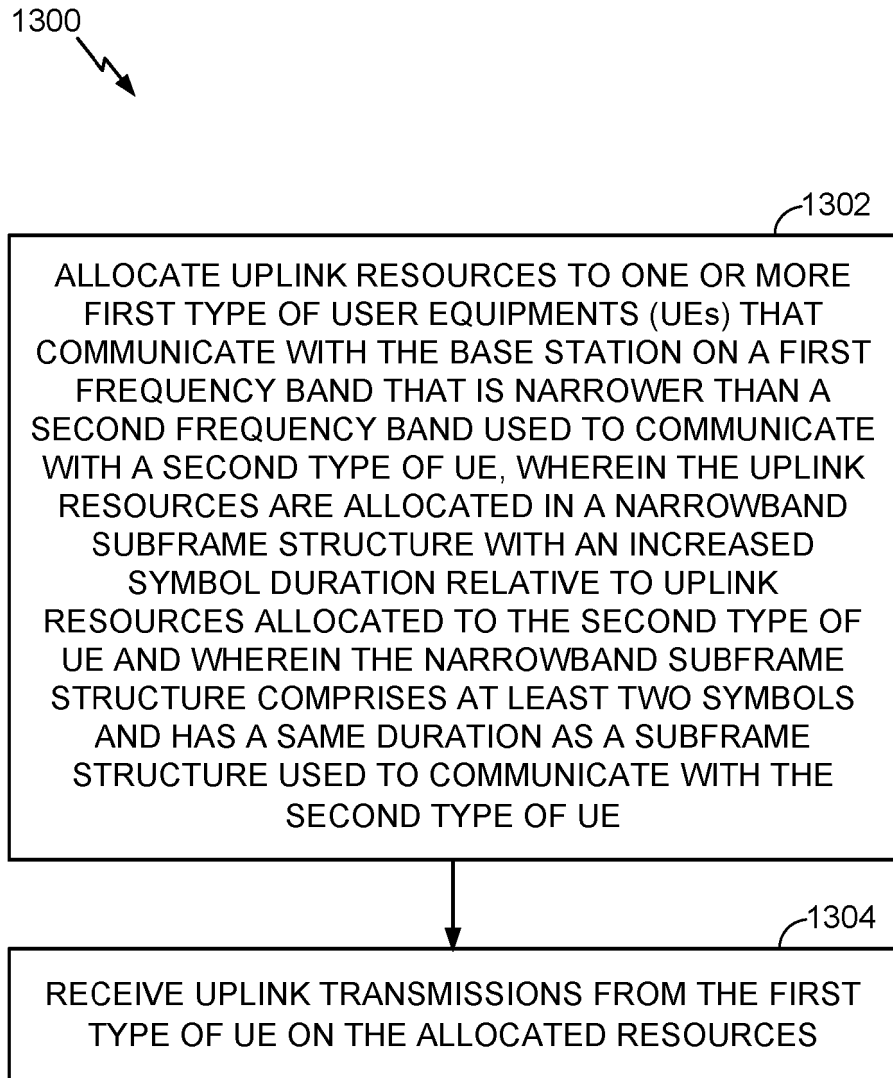 1300
1302
ALLOCATE UPLINK RESOURCES TO ONE OR MORE
FIRST TYPE OF USER EQUIPMENTS (UEs) THAT
COMMUNICATE WITH THE BASE STATION ON A FIRST
FREQUENCY BAND THAT IS NARROWER THAN A
SECOND FREQUENCY BAND USED TO COMMUNICATE
WITH A SECOND TYPE OF UE, WHEREIN THE UPLINK
RESOURCES ARE ALLOCATED IN A NARROWBAND
SUBFRAME STRUCTURE WITH AN INCREASED
SYMBOL DURATION RELATIVE TO UPLINK
RESOURCES ALLOCATED TO THE SECOND TYPE OF
UE AND WHEREIN THE NARROWBAND SUBFRAME
STRUCTURE COMPRISES AT LEAST TWO SYMBOLS
AND HAS A SAME DURATION AS A SUBFRAME
STRUCTURE USED TO COMMUNICATE WITH THE
SECOND TYPE OF UE
1304
RECEIVE UPLINK TRANSMISSIONS FROM THE FIRST
TYPE OF UE ON THE ALLOCATED RESOURCES